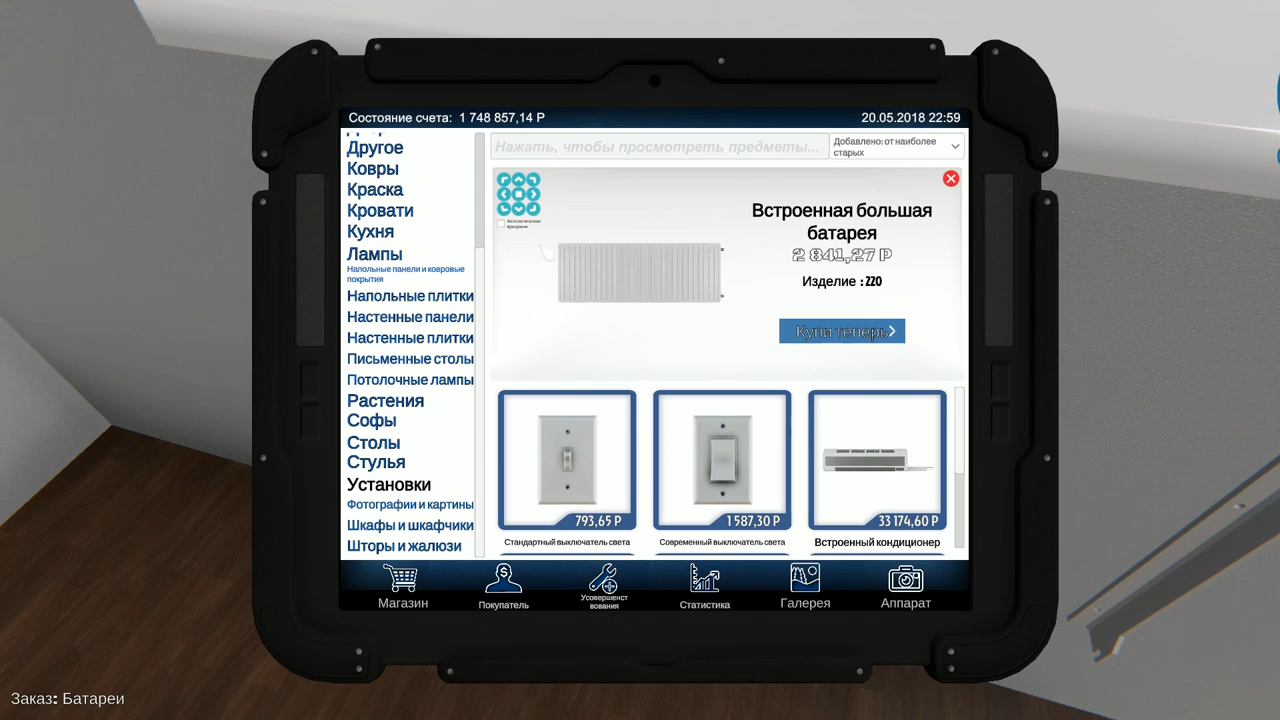 Состояние счета: 1 748 857,14 Р
20.05.2018 22:59
Другое
Ковры
Краска
Кровати
Кухня
Лампы
Напольные панели и ковровые
покрытия
Напольные плитки
Настенные панели
Настенные плитки
Письменные столы
Потолочные лампы
Растения
Софы
Столы
Стулья
Установки
Фотографии и картины
Шкафы и шкафчики
Шторы и жалюзи
Нажать, чтобы просмотреть предметы...
Добавлено: от наиболее
старых
Встроенная большая
батарея
2 841,27 Р
Изделие : 220
Купи теперь
793,65 Р
Стандартный выключатель света
1 587,30 Р
Современный выключатель света
33 174,60 Р
Встроенный кондиционер
Магазин
Покупатель
Усовершенст
вования
Статистика
Галерея
Аппарат
Заказ: Батареи